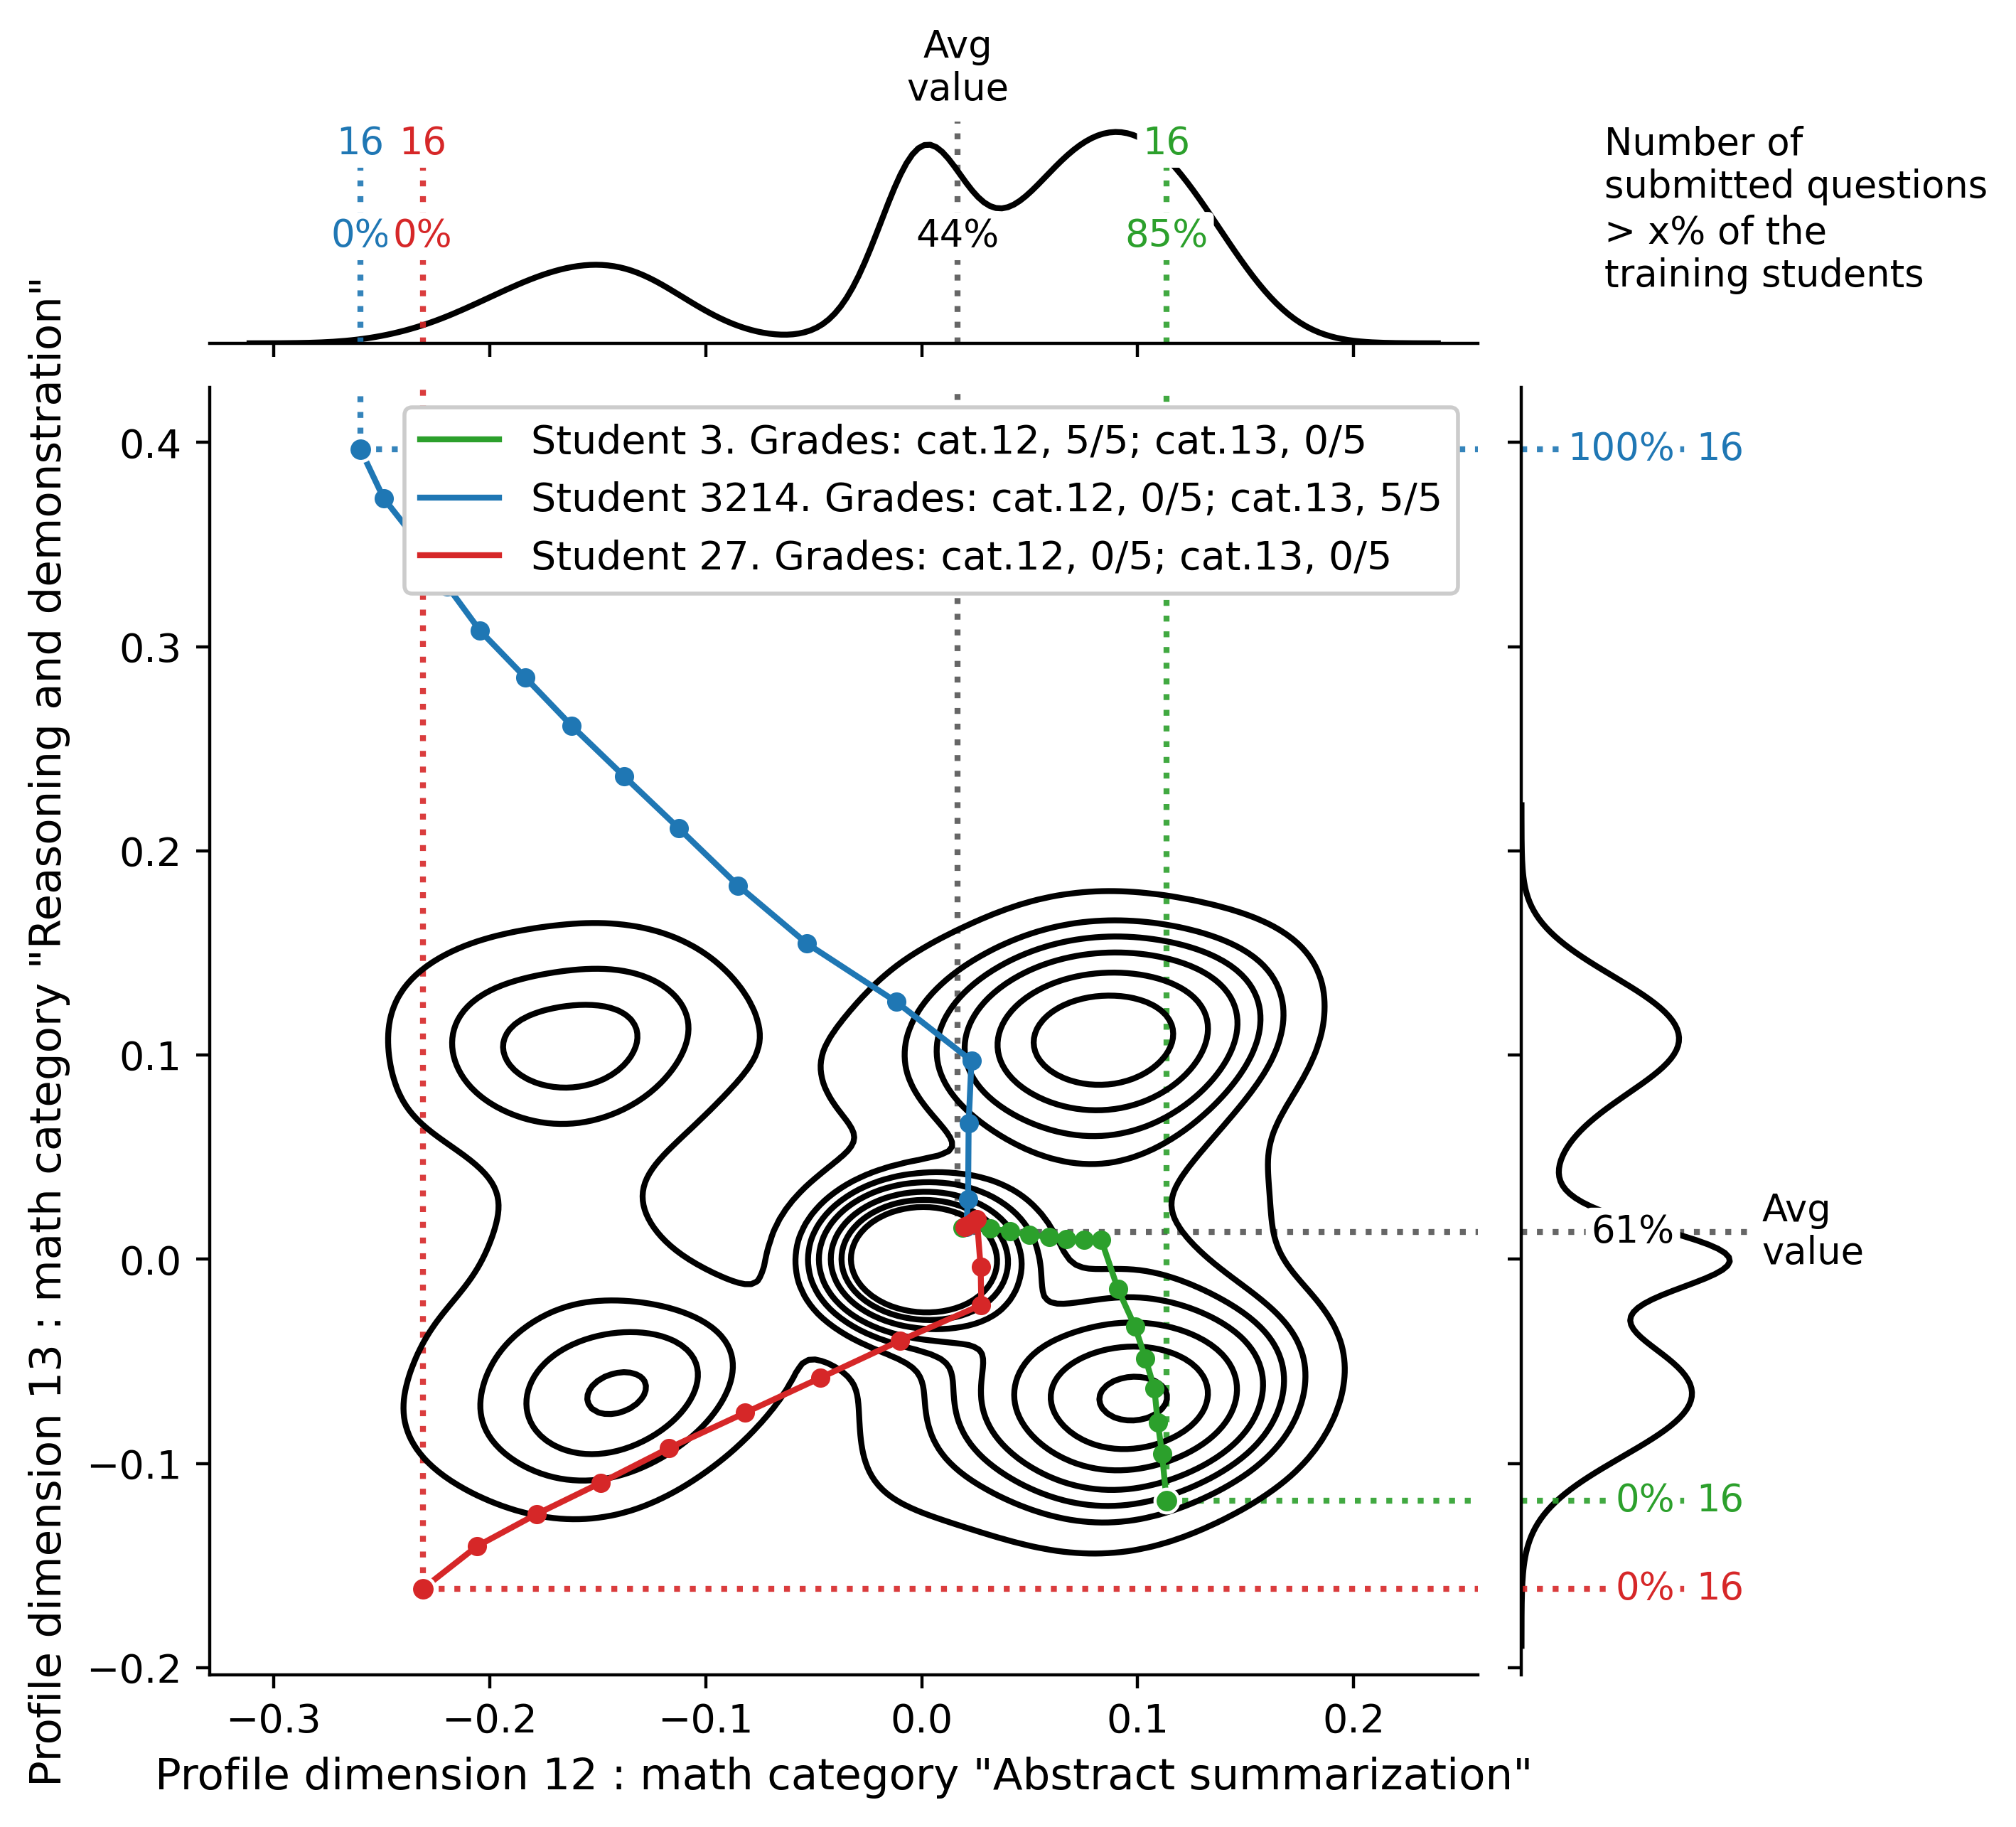 Avg
value
16 16 16
0% 0% 44% 85%
Number of
submitted questions
> x% of the
training students
Profile dimension 13 : math category "Reasoning and demonstration"
0.4
0.3
0.2
0.1
0.0
−0.1
−0.2
Student 3. Grades: cat.12, 5/5; cat.13, 0/5
Student 3214. Grades: cat.12, 0/5; cat.13, 5/5
Student 27. Grades: cat.12, 0/5; cat.13, 0/5
100% 16
61%
Avg
value
0% 16
0% 16
−0.3 −0.2 −0.1 0.0 0.1 0.2
Profile dimension 12 : math category "Abstract summarization"